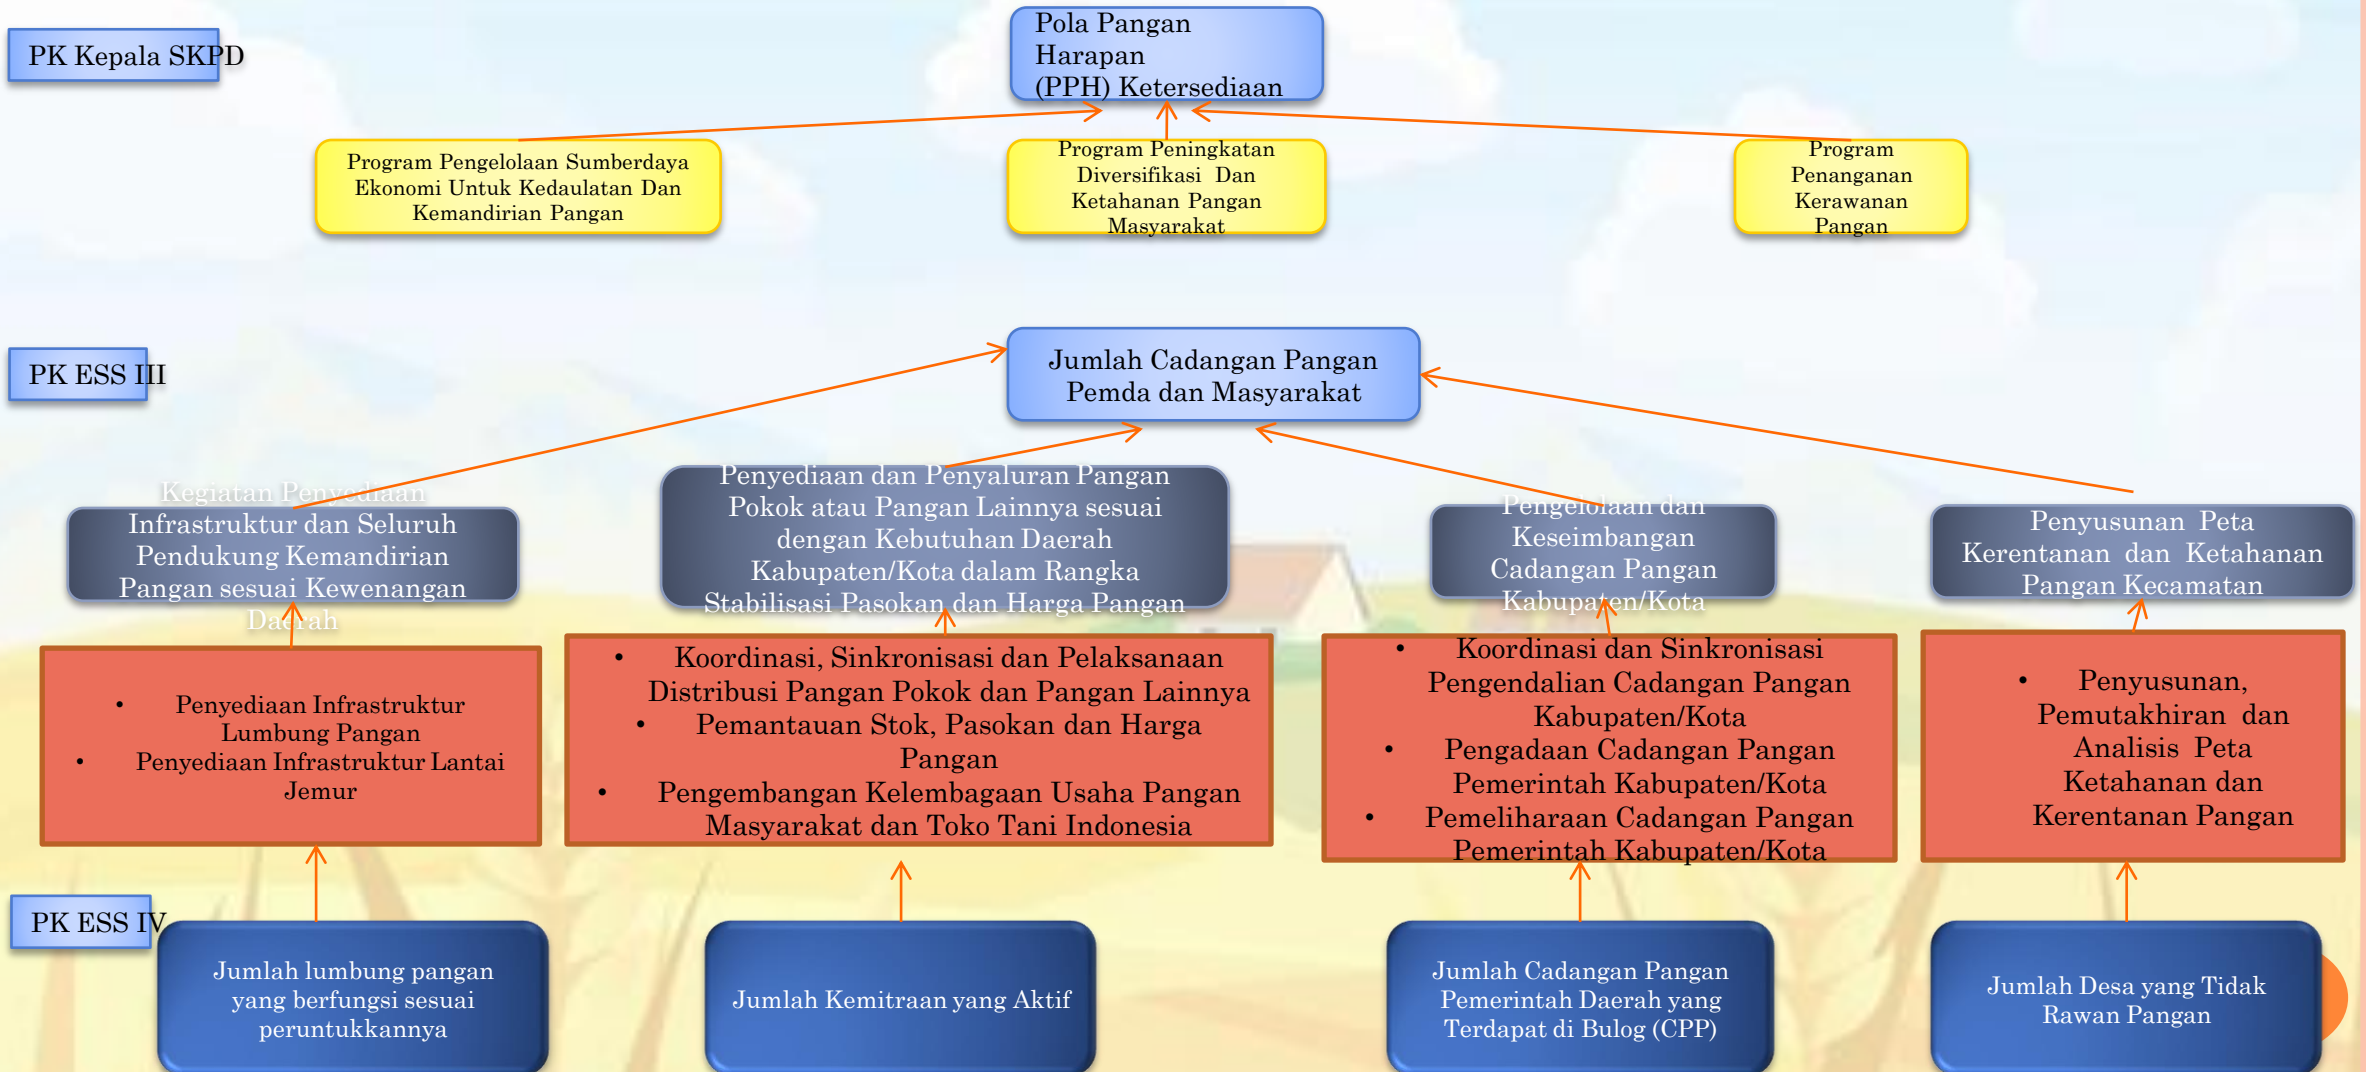 PK Kepala SKPD
Pola Pangan
Harapan
(PPH) Ketersediaan
Program Pengelolaan Sumberdaya
Ekonomi Untuk Kedaulatan Dan
Kemandirian Pangan
Program Peningkatan
Diversifikasi Dan
Ketahanan Pangan
Masyarakat
Program
Penanganan
Kerawanan
Pangan
PK ESS III
Jumlah Cadangan Pangan
Pemda dan Masyarakat
Kegiatan Penyediaan
Infrastruktur dan Seluruh
Pendukung Kemandirian
Pangan sesuai Kewenangan
Daerah
Penyediaan dan Penyaluran Pangan
Pokok atau Pangan Lainnya sesuai
dengan Kebutuhan Daerah
Kabupaten/Kota dalam Rangka
Stabilisasi Pasokan dan Harga Pangan
Pengelolaan dan
Keseimbangan
Cadangan Pangan
Kabupaten/Kota
Penyusunan Peta
Kerentanan dan Ketahanan
Pangan Kecamatan
• Penyediaan Infrastruktur
Lumbung Pangan
• Penyediaan Infrastruktur Lantai
Jemur
• Koordinasi, Sinkronisasi dan Pelaksanaan
Distribusi Pangan Pokok dan Pangan Lainnya
• Pemantauan Stok, Pasokan dan Harga
Pangan
• Pengembangan Kelembagaan Usaha Pangan
Masyarakat dan Toko Tani Indonesia
• Koordinasi dan Sinkronisasi
Pengendalian Cadangan Pangan
Kabupaten/Kota
• Pengadaan Cadangan Pangan
Pemerintah Kabupaten/Kota
• Pemeliharaan Cadangan Pangan
Pemerintah Kabupaten/Kota
• Penyusunan,
Pemutakhiran dan
Analisis Peta
Ketahanan dan
Kerentanan Pangan
PK ESS IV
Jumlah lumbung pangan
yang berfungsi sesuai
peruntukkannya
Jumlah Kemitraan yang Aktif
Jumlah Cadangan Pangan
Pemerintah Daerah yang
Terdapat di Bulog (CPP)
Jumlah Desa yang Tidak
Rawan Pangan